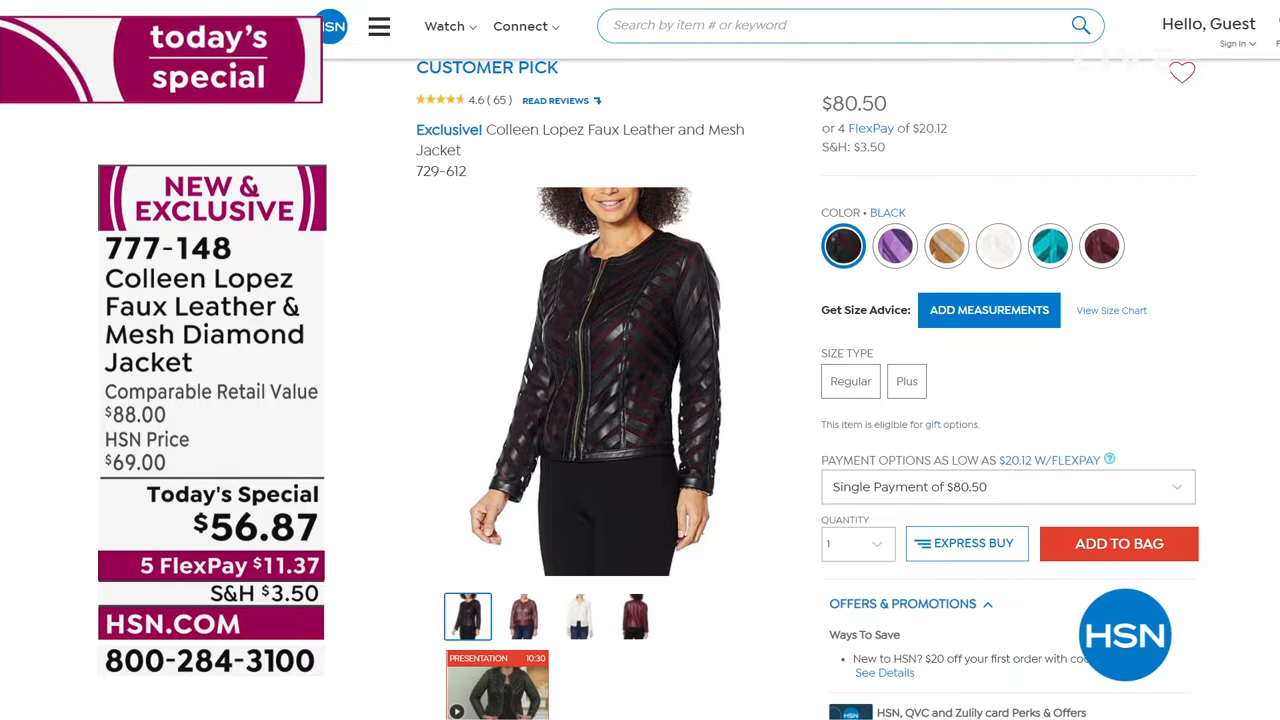 today's
special
HSN
Watch
Connect
Search by item # or keyword
Hello, Guest
Sign In
NEW &
EXCLUSIVE
777-148
Colleen Lopez
Faux Leather &
Mesh Diamond
Jacket
Comparable Retail Value
$88.00
HSN Price
$69.00
Today's Special
$56.87
5 FlexPay $11.37
S&H $3.50
HSN.COM
800-284-3100
CUSTOMER PICK
4.6 ( 65 ) READ REVIEWS
Exclusive! Colleen Lopez Faux Leather and Mesh
Jacket
729-612
PRESENTATION 10:30
$80.50
or 4 FlexPay of $20.12
S&H: $3.50
COLOR • BLACK
Get Size Advice: ADD MEASUREMENTS View Size Chart
SIZE TYPE
Regular Plus
This item is eligible for gift options.
PAYMENT OPTIONS AS LOW AS $20.12 W/FLEXPAY ?
Single Payment of $80.50
QUANTITY
1 EXPRESS BUY ADD TO BAG
OFFERS & PROMOTIONS
Ways To Save
• New to HSN? $20 off your first order with
See Details
HSN
HSN, QVC and Zulily card Perks & Offers